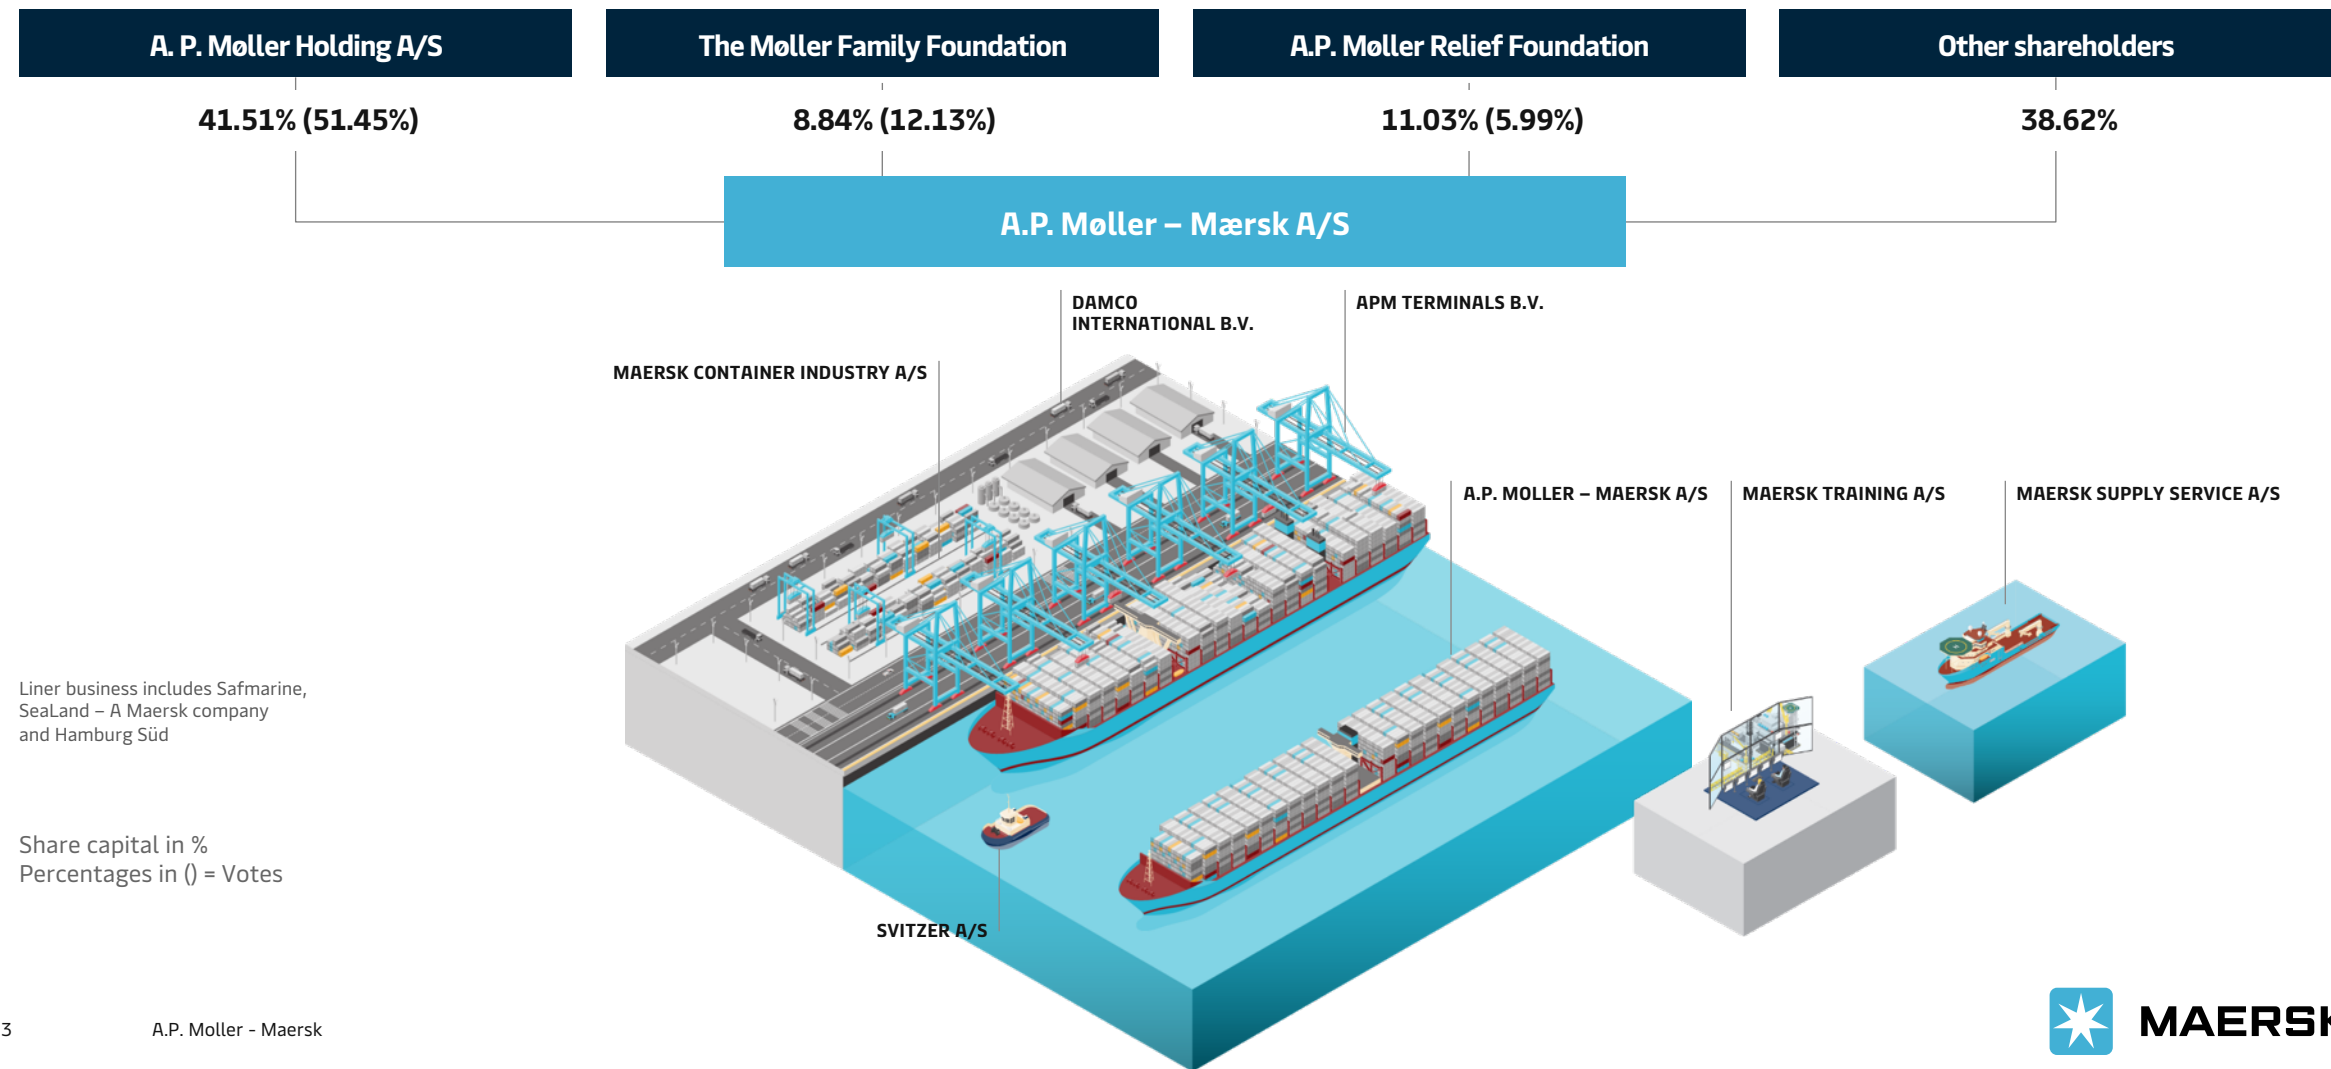 A. P. Møller Holding A/S
The Møller Family Foundation
A.P. Møller Relief Foundation
Other shareholders
41.51% (51.45%)
8.84% (12.13%)
11.03% (5.99%)
38.62%
A.P. Møller – Mærsk A/S
DAMCO
INTERNATIONAL B.V.
APM TERMINALS B.V.
MAERSK CONTAINER INDUSTRY A/S
A.P. MOLLER – MAERSK A/S
MAERSK TRAINING A/S
MAERSK SUPPLY SERVICE A/S
Liner business includes Safmarine,
SeaLand – A Maersk company
and Hamburg Süd
Share capital in %
Percentages in () = Votes
SVITZER A/S
3
A.P. Moller - Maersk
MAERSK